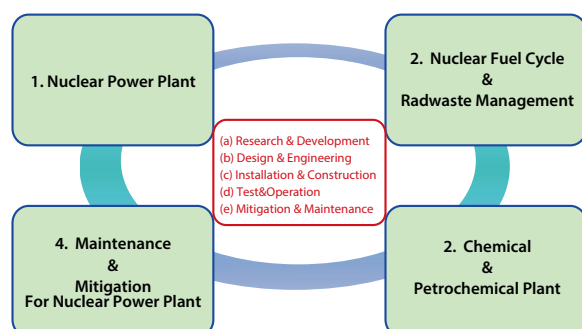 1. Nuclear Power Plant
2. Nuclear Fuel Cycle
&
Radwaste Management
(a) Research & Development
(b) Design & Engineering
(c) Installation & Construction
(d) Test&Operation
(e) Mitigation & Maintenance
4. Maintenance
&
Mitigation
For Nuclear Power Plant
2. Chemical
&
Petrochemical Plant